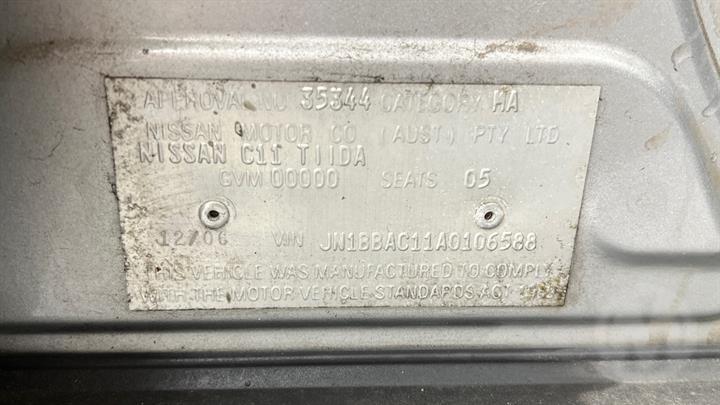 APPROVAL NO 35344 CATEGORY MA
NISSAN MOTOR CO (AUST) PTY LTD
NISSAN C11 TIIDA
GVM 00000 SEATS 05
12/06 VIN JN1BBAC11A0106588
THIS VEHICLE WAS MANUFACTURED TO COMPLY
WITH THE MOTOR VEHICLE STANDARDS ACT 1989